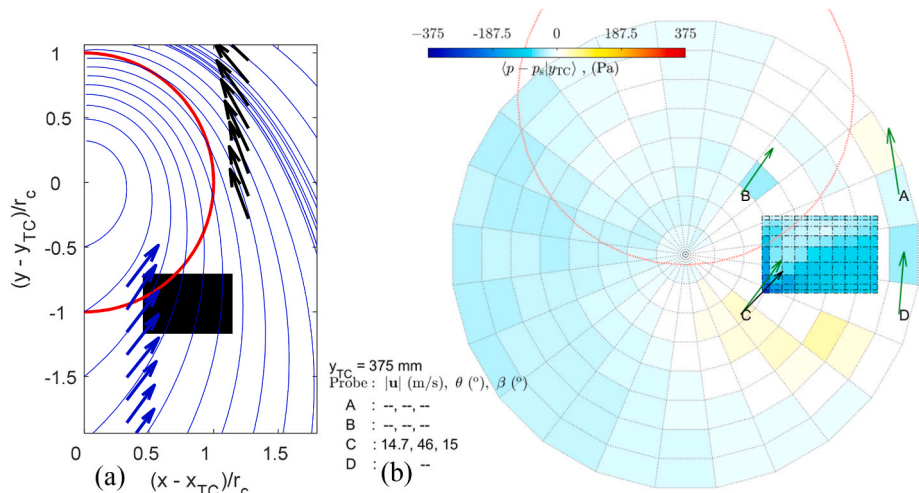 1
0.5
0
-0.5
-1
-1.5
(y - y_TC)/r_c
0 0.5 1 1.5
(x - x_TC)/r_c
(a)
−375 -187.5 0 187.5 375
⟨p − p_s|y_TC⟩ , (Pa)
B
A
C
D
y_TC = 375 mm
Probe : |u| (m/s), θ (°), β (°)
A : --, --, --
B : --, --, --
C : 14.7, 46, 15
D : --
(b)